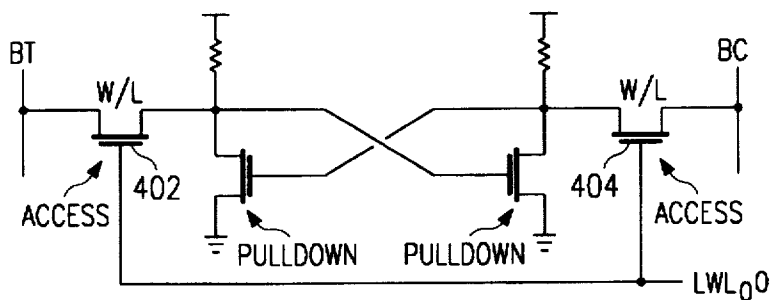 BT
W/L
W/L
BC
402
404
ACCESS
ACCESS
PULLDOWN
PULLDOWN
LWL₀0